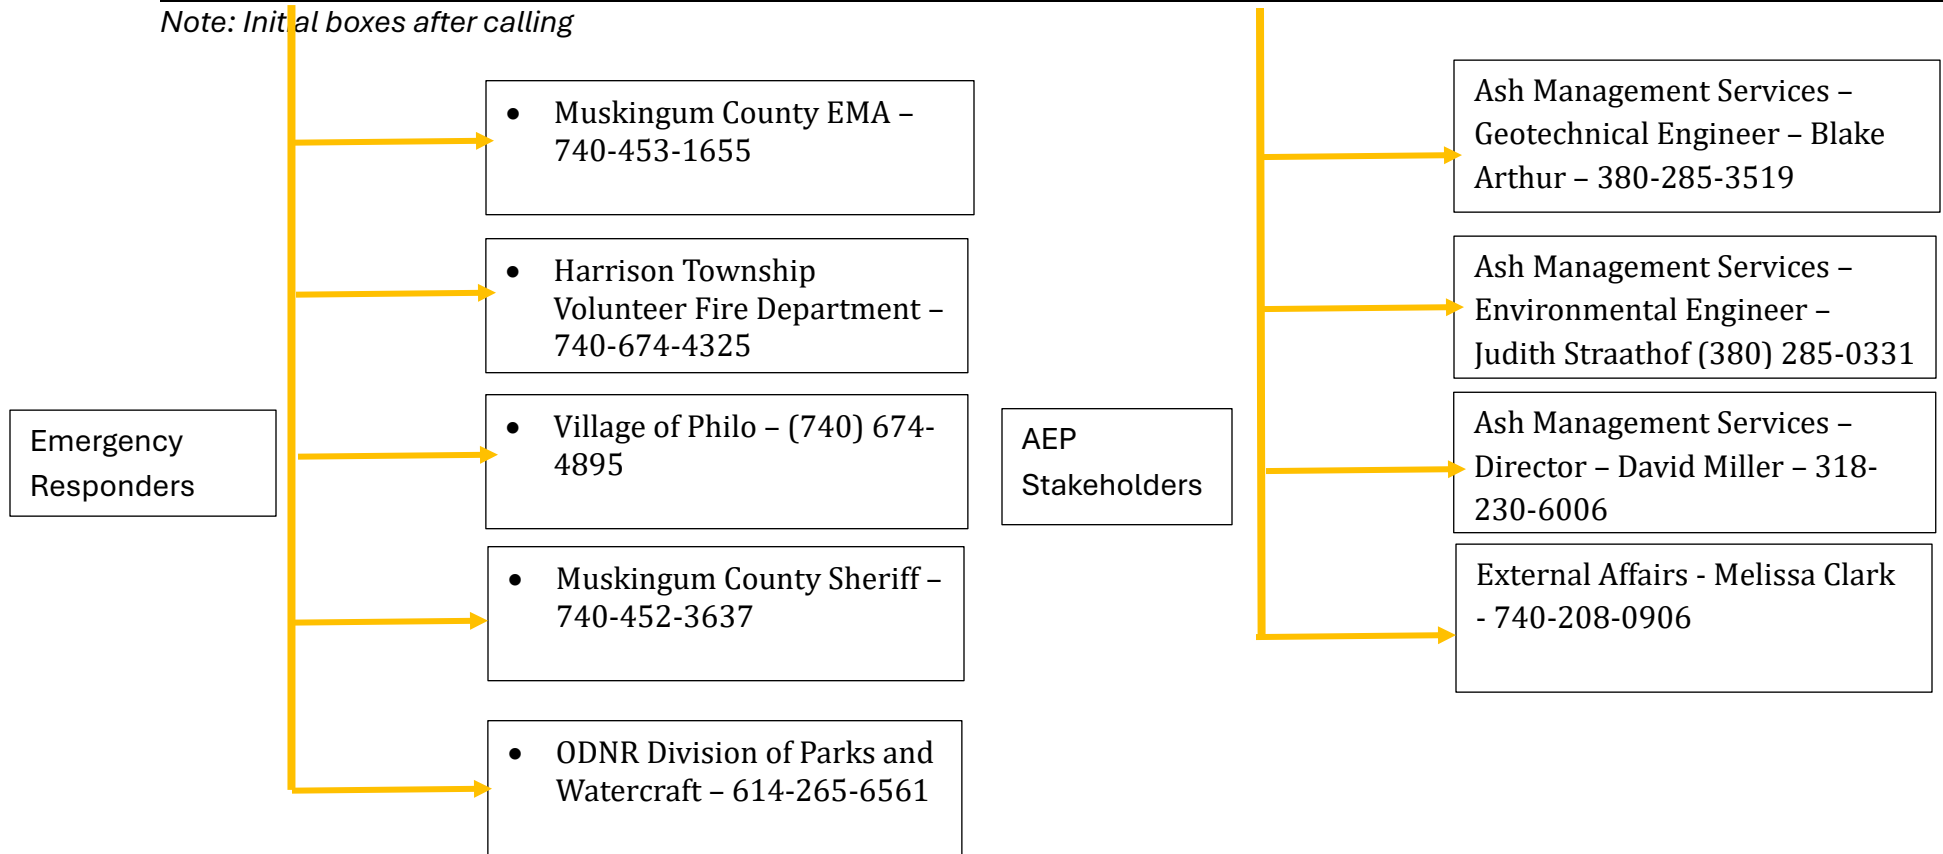 Note: Initial boxes after calling
• Muskingum County EMA –
740-453-1655
• Harrison Township
Volunteer Fire Department –
740-674-4325
Emergency
Responders
• Village of Philo – (740) 674-
4895
• Muskingum County Sheriff –
740-452-3637
• ODNR Division of Parks and
Watercraft – 614-265-6561
AEP
Stakeholders
Ash Management Services –
Geotechnical Engineer – Blake
Arthur – 380-285-3519
Ash Management Services –
Environmental Engineer –
Judith Straathof (380) 285-0331
Ash Management Services –
Director – David Miller – 318-
230-6006
External Affairs - Melissa Clark
- 740-208-0906